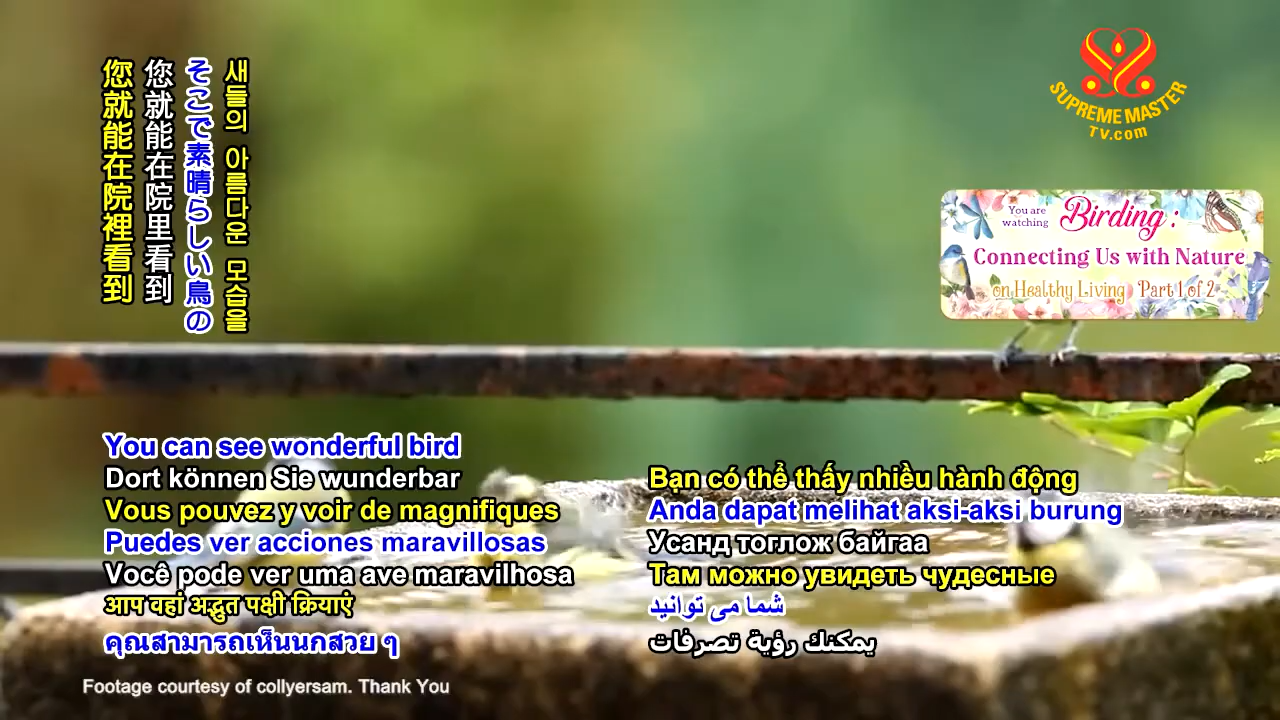 您就能在院裡看到
您就能在院里看到
そこで素晴らしい鳥の
새들의 아름다운 모습을
SUPREME MASTER
TV.com
You are
watching
Birding :
Connecting Us with Nature
on Healthy Living Part 1 of 2
You can see wonderful bird
Dort können Sie wunderbar
Vous pouvez y voir de magnifiques
Puedes ver acciones maravillosas
Você pode ver uma ave maravilhosa
आप वहां अद्भुत पक्षी क्रियाएं
คุณสามารถเห็นนกสวย ๆ
Bạn có thể thấy nhiều hành động
Anda dapat melihat aksi-aksi burung
Усанд тоглож байгаа
Там можно увидеть чудесные
شما می توانید
يمكنك رؤية تصرفات
Footage courtesy of collyersam. Thank You